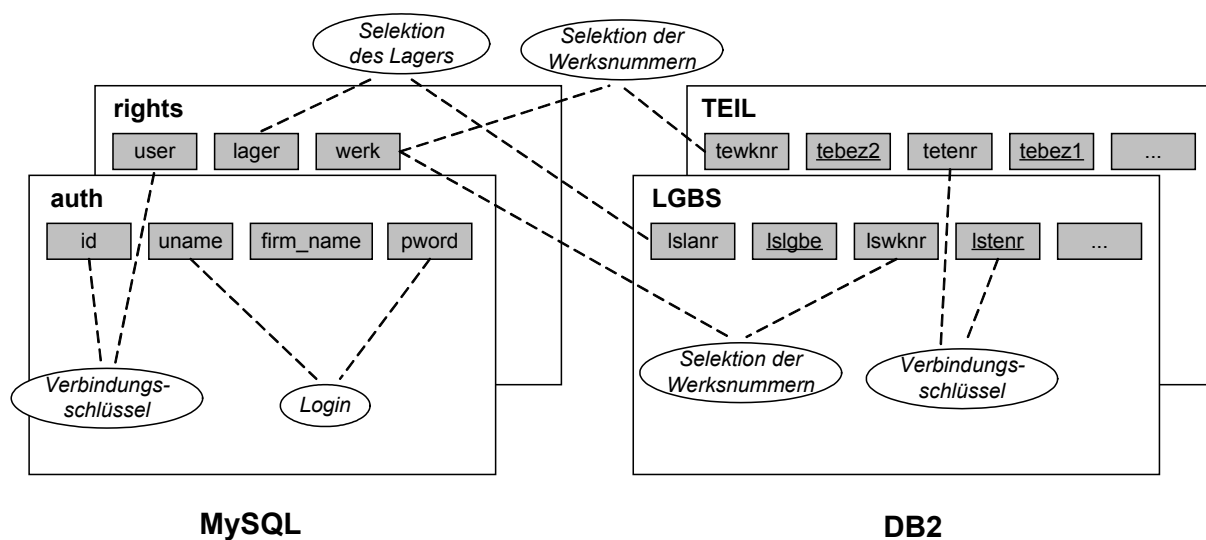 Selektion
des Lagers
Selektion der
Werksnummern
rights
user lager werk
auth
id uname firm_name pword
Verbindungs-
schlüssel
Login
MySQL
TEIL
tewknr tebez2 tetenr tebez1 ...
LGBS
lslanr lslgbe lswknr lstenr ...
Selektion der
Werksnummern
Verbindungs-
schlüssel
DB2